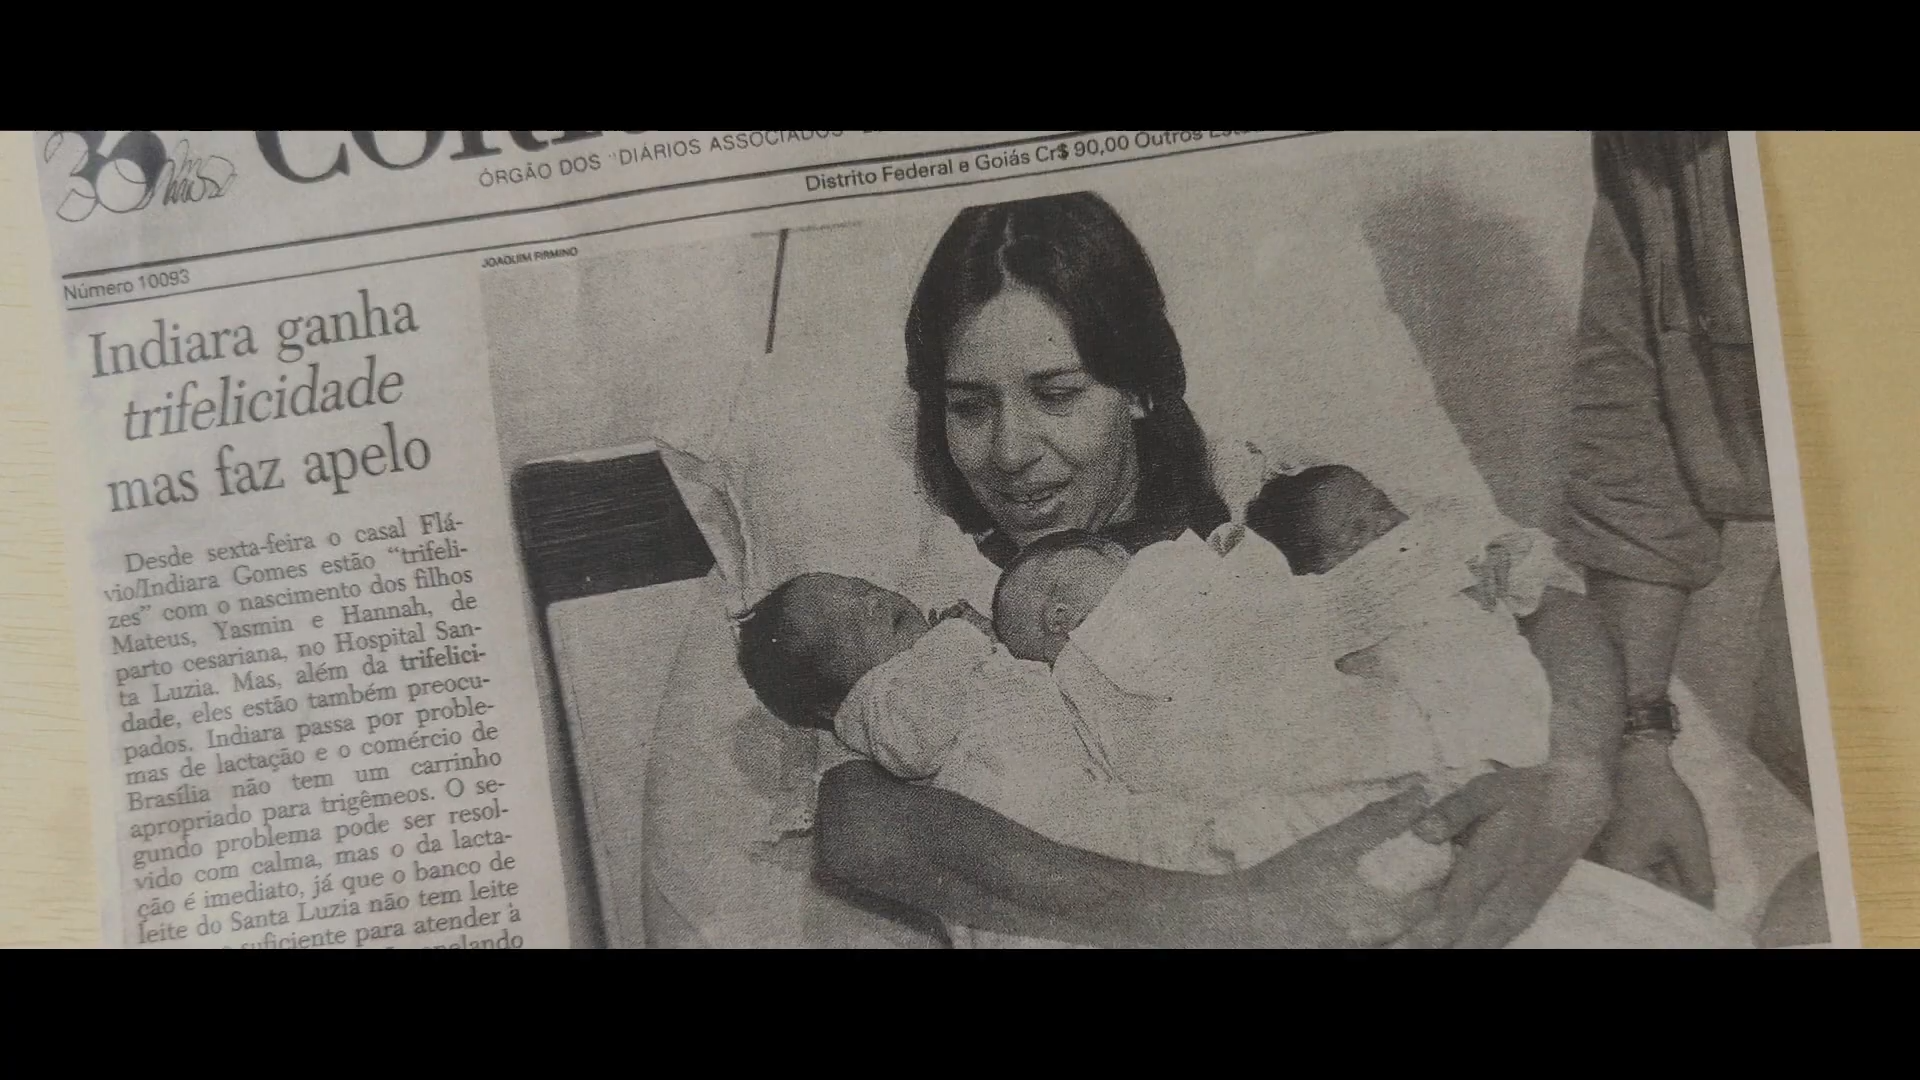 30 anos
ÓRGÃO DOS "DIÁRIOS ASSOCIADOS"
Distrito Federal e Goiás Cr$ 90,00 Outros
Número 10093
JOAQUIM FIRMINO
Indiara ganha
trifelicidade
mas faz apelo
Desde sexta-feira o casal Flá-
vio/Indiara Gomes estão "trifeli-
zes" com o nascimento dos filhos
Mateus, Yasmin e Hannah, de
parto cesariana, no Hospital San-
ta Luzia. Mas, além da trifelici-
dade, eles estão também preocu-
pados. Indiara passa por proble-
mas de lactação e o comércio de
Brasília não tem um carrinho
apropriado para trigêmeos. O se-
gundo problema pode ser resol-
vido com calma, mas o da lacta-
ção é imediato, já que o banco de
leite do Santa Luzia não tem leite
suficiente para atender à